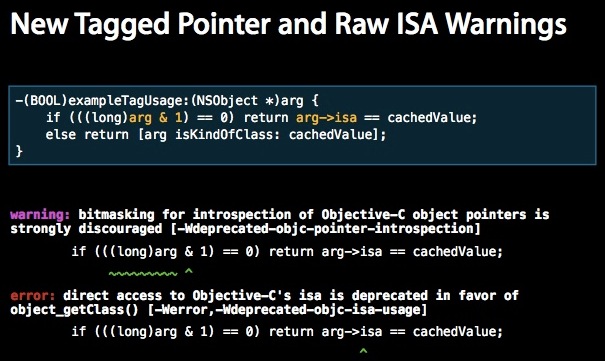 New Tagged Pointer and Raw ISA Warnings
-(BOOL)exampleTagUsage:(NSObject *)arg {
if (((long)arg & 1) == 0) return arg->isa == cachedValue;
else return [arg isKindOfClass: cachedValue];
}
warning: bitmasking for introspection of Objective-C object pointers is
strongly discouraged [-Wdeprecated-objc-pointer-introspection]
if (((long)arg & 1) == 0) return arg->isa == cachedValue;
~~~~~~~~~ ^
error: direct access to Objective-C's isa is deprecated in favor of
object_getClass() [-Werror,-Wdeprecated-objc-isa-usage]
if (((long)arg & 1) == 0) return arg->isa == cachedValue;
^